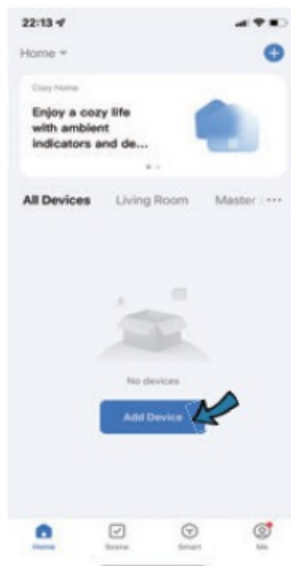 22:13
Home
Cozy Home
Enjoy a cozy life
with ambient
indicators and de...
All Devices Living Room Master ...
No devices
Add Device
Home Scene Smart Me